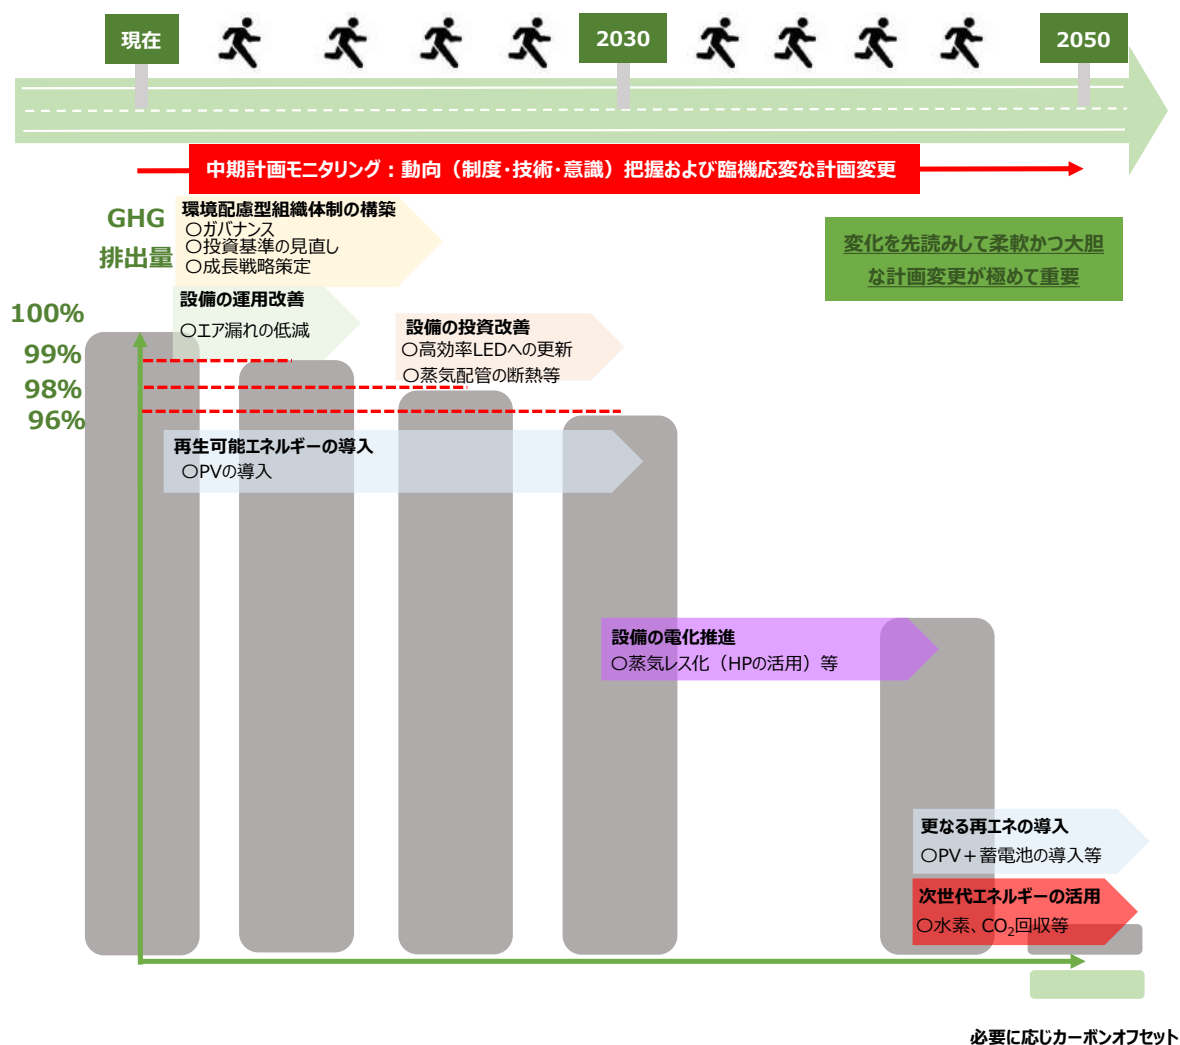 現在
2030
2050
中期計画モニタリング：動向（制度・技術・意識）把握および臨機応変な計画変更
GHG
排出量
環境配慮型組織体制の構築
○ガバナンス
○投資基準の見直し
○成長戦略策定
変化を先読みして柔軟かつ大胆
な計画変更が極めて重要
設備の運用改善
○エア漏れの低減
設備の投資改善
○高効率LEDへの更新
○蒸気配管の断熱等
100%
99%
98%
96%
再生可能エネルギーの導入
○PVの導入
設備の電化推進
○蒸気レス化（HPの活用）等
更なる再エネの導入
○PV＋蓄電池の導入等
次世代エネルギーの活用
○水素、CO₂回収等
必要に応じカーボンオフセット